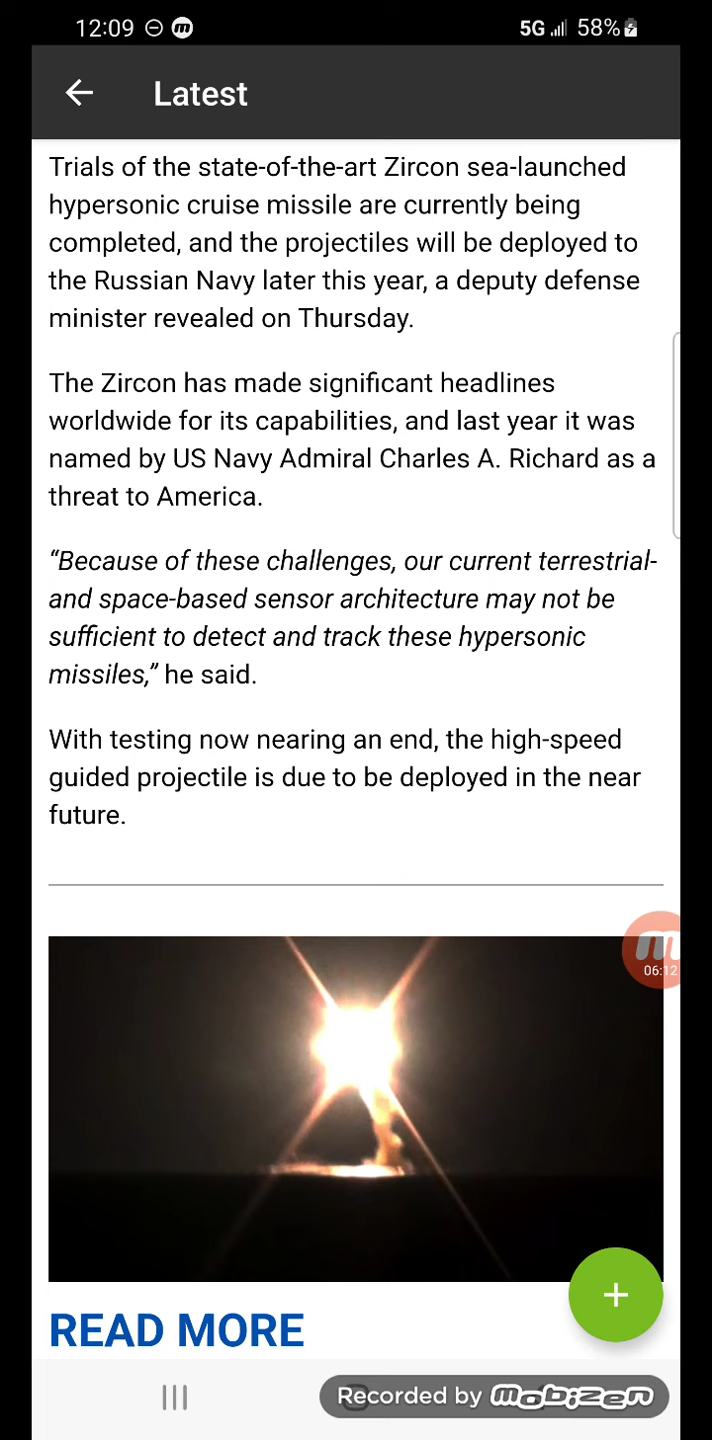 12:09 m 5G 58%
Latest
Trials of the state-of-the-art Zircon sea-launched
hypersonic cruise missile are currently being
completed, and the projectiles will be deployed to
the Russian Navy later this year, a deputy defense
minister revealed on Thursday.
The Zircon has made significant headlines
worldwide for its capabilities, and last year it was
named by US Navy Admiral Charles A. Richard as a
threat to America.
“Because of these challenges, our current terrestrial-
and space-based sensor architecture may not be
sufficient to detect and track these hypersonic
missiles,” he said.
With testing now nearing an end, the high-speed
guided projectile is due to be deployed in the near
future.
m
06:12
+
READ MORE
Recorded by mobizen